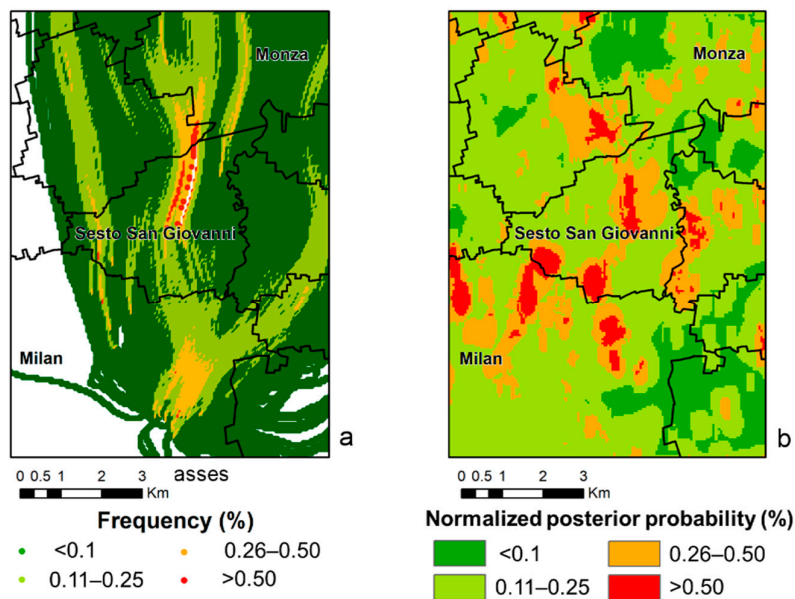 Monza
Sesto San Giovanni
Milan
a
asses
0 0.5 1 2 3
Km
Frequency (%)
<0.1
0.26–0.50
0.11–0.25
>0.50
Monza
Sesto San Giovanni
Milan
b
0 0.5 1 2 3
Km
Normalized posterior probability (%)
<0.1
0.26–0.50
0.11–0.25
>0.50